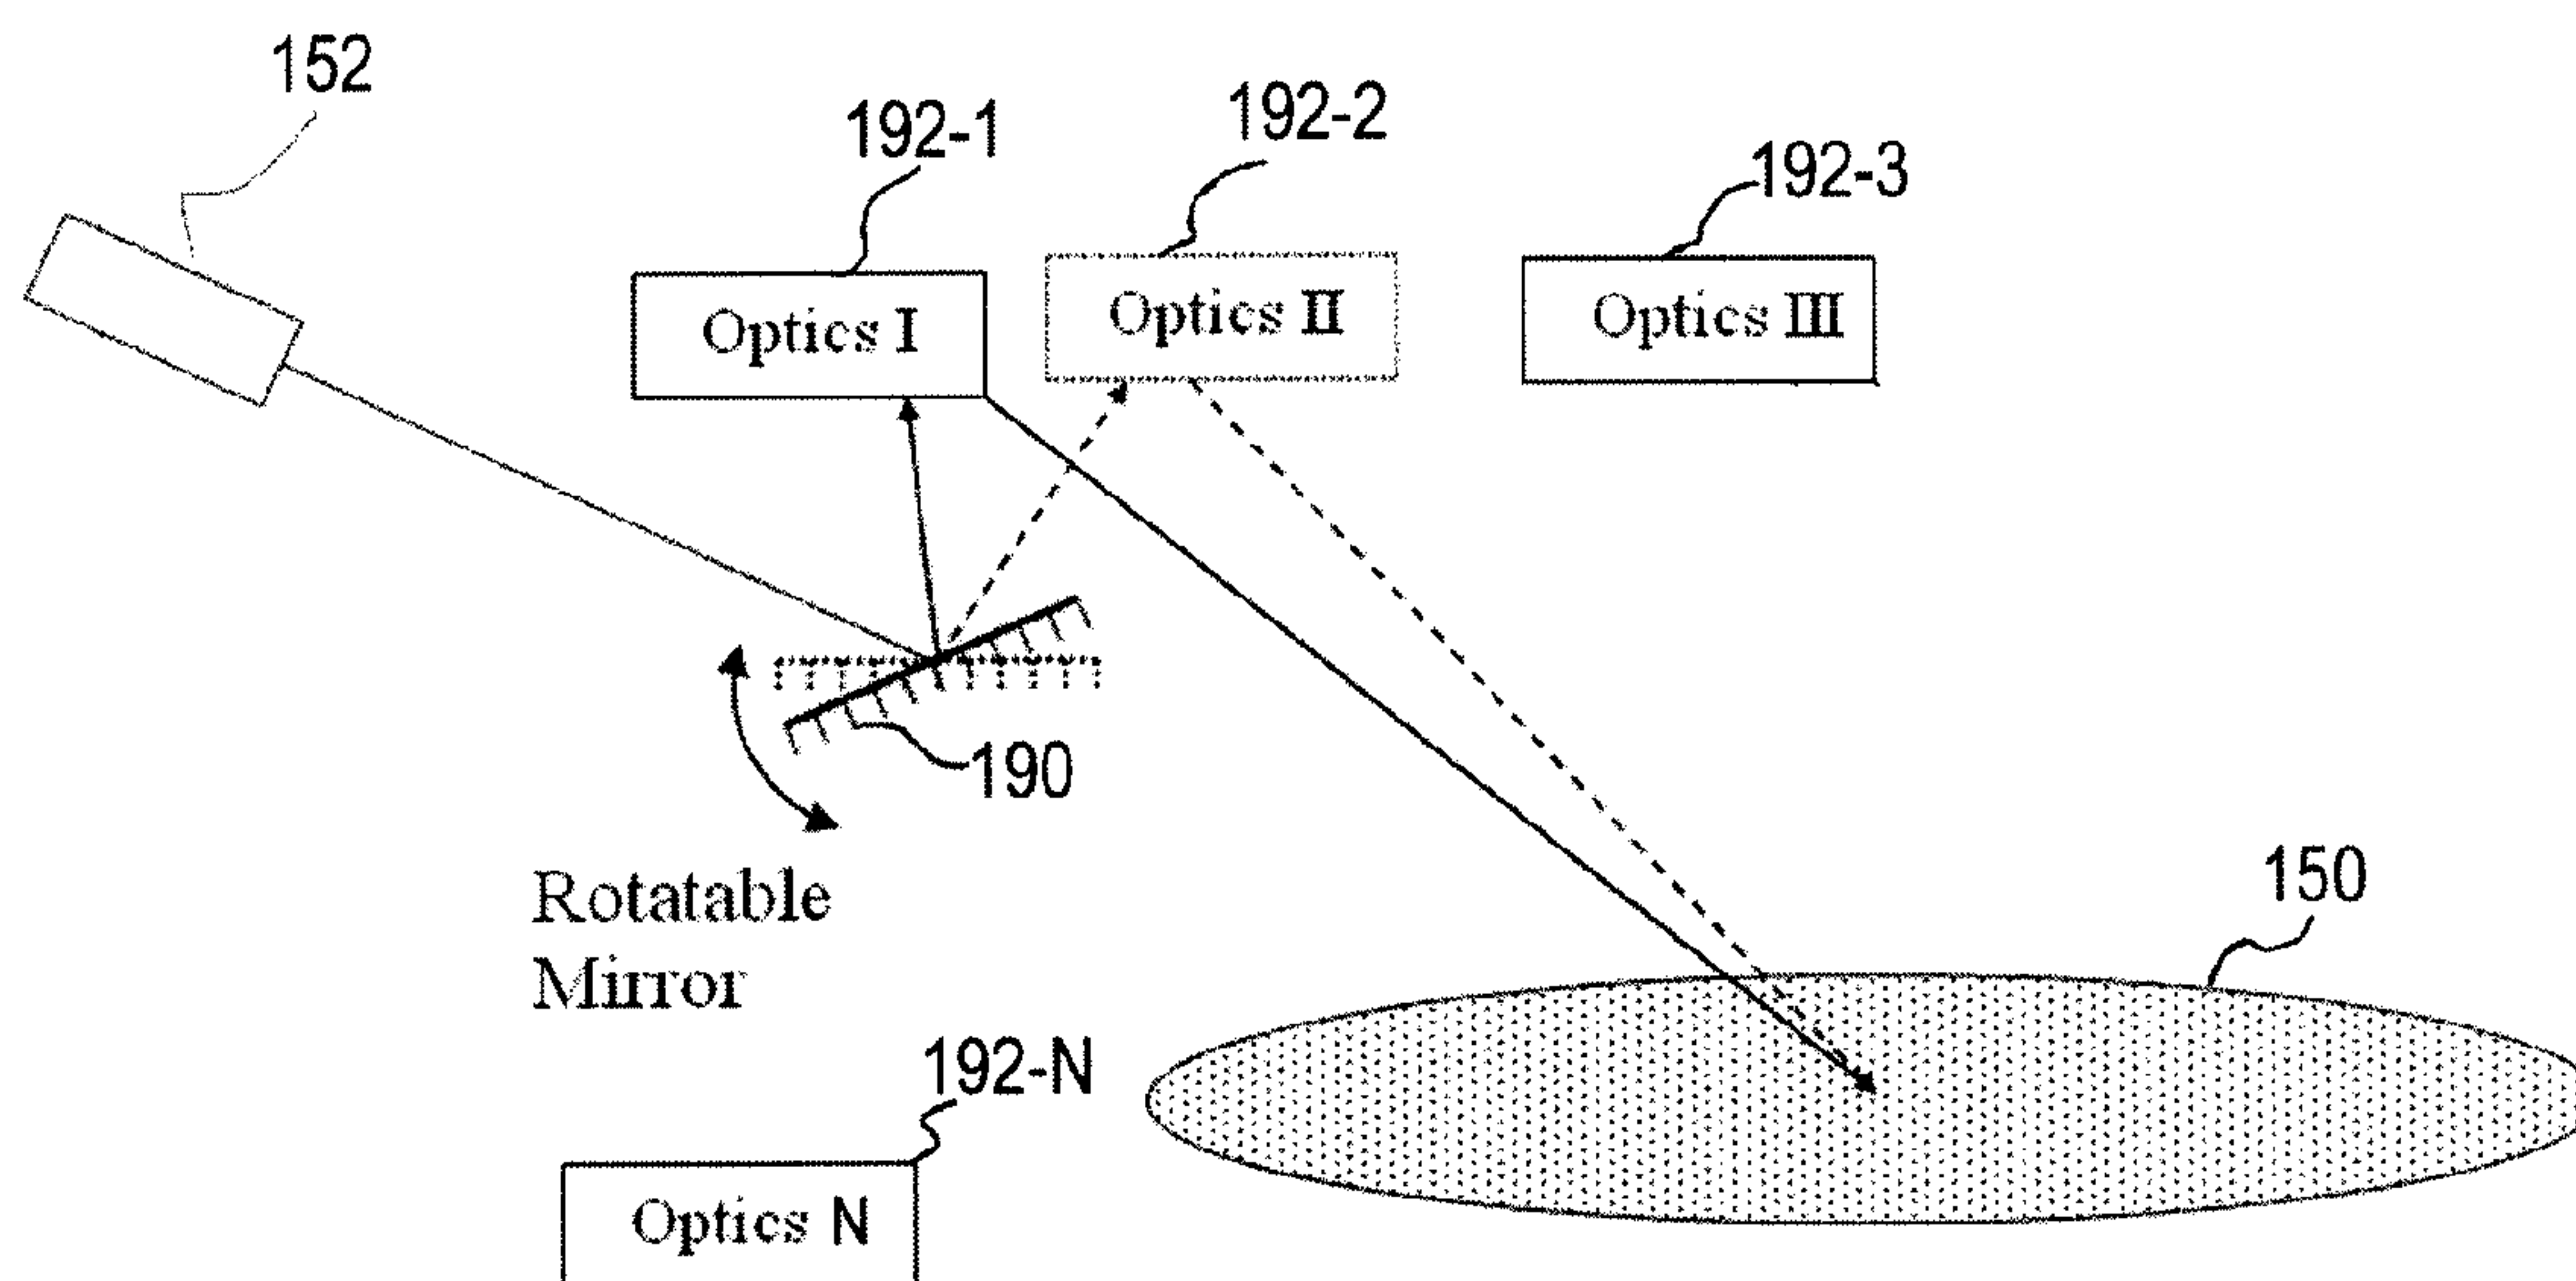 152
192-1
192-2
192-3
Optics I
Optics II
Optics III
190
Rotatable
Mirror
150
192-N
Optics N